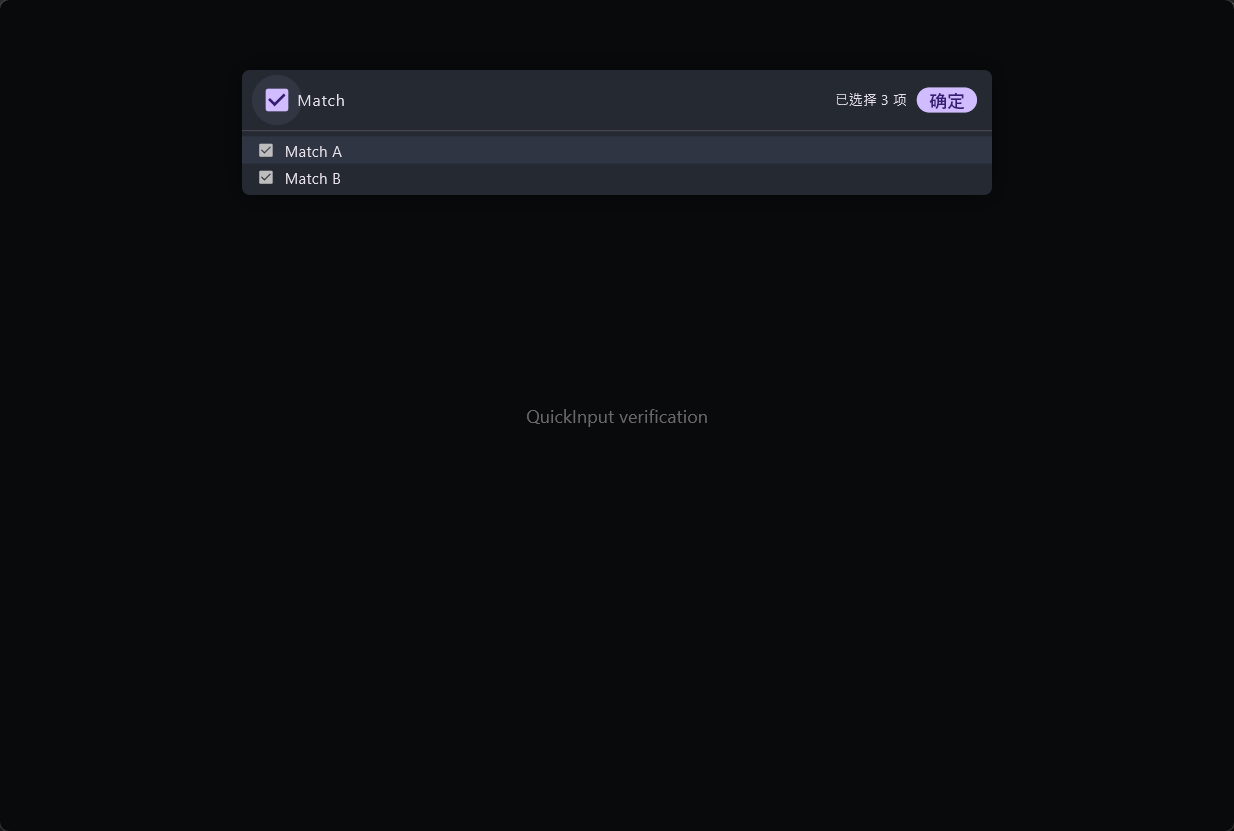 Match
已选择 3 项
确定
Match A
Match B
QuickInput verification